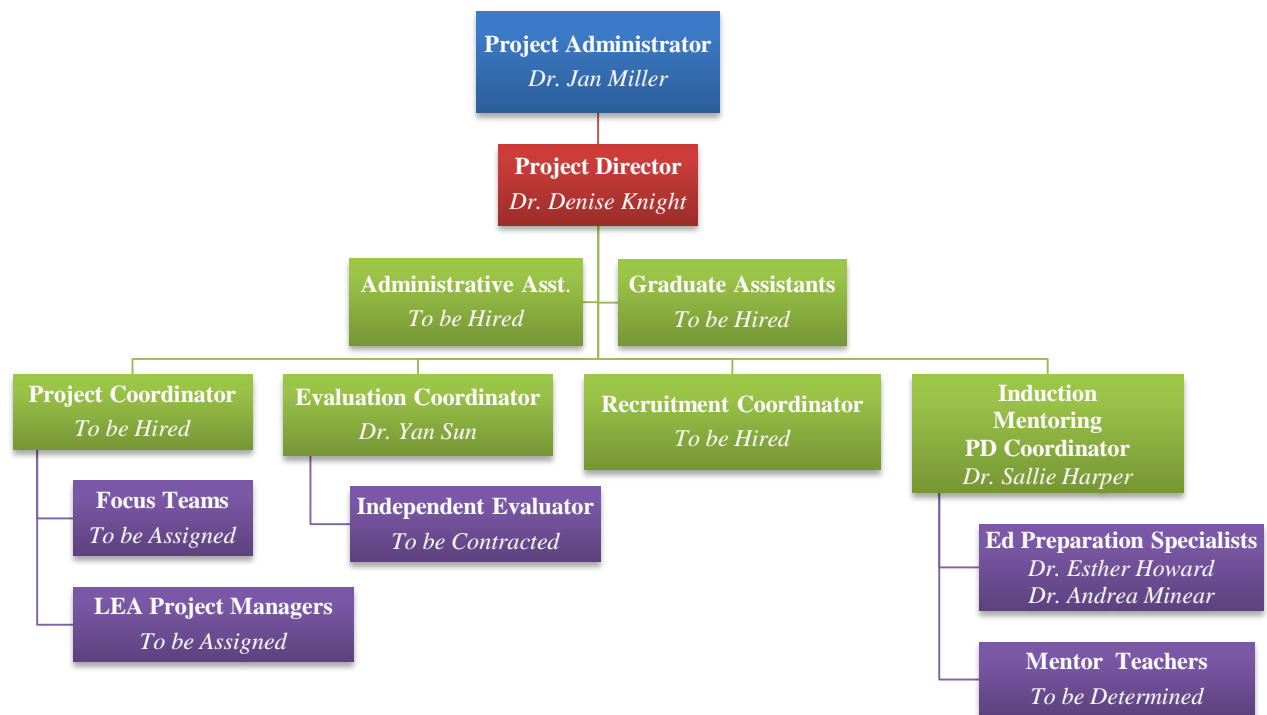 Project Administrator
Dr. Jan Miller
Project Director
Dr. Denise Knight
Administrative Asst.
To be Hired
Graduate Assistants
To be Hired
Project Coordinator
To be Hired
Evaluation Coordinator
Dr. Yan Sun
Recruitment Coordinator
To be Hired
Induction
Mentoring
PD Coordinator
Dr. Sallie Harper
Focus Teams
To be Assigned
LEA Project Managers
To be Assigned
Independent Evaluator
To be Contracted
Ed Preparation Specialists
Dr. Esther Howard
Dr. Andrea Minear
Mentor Teachers
To be Determined